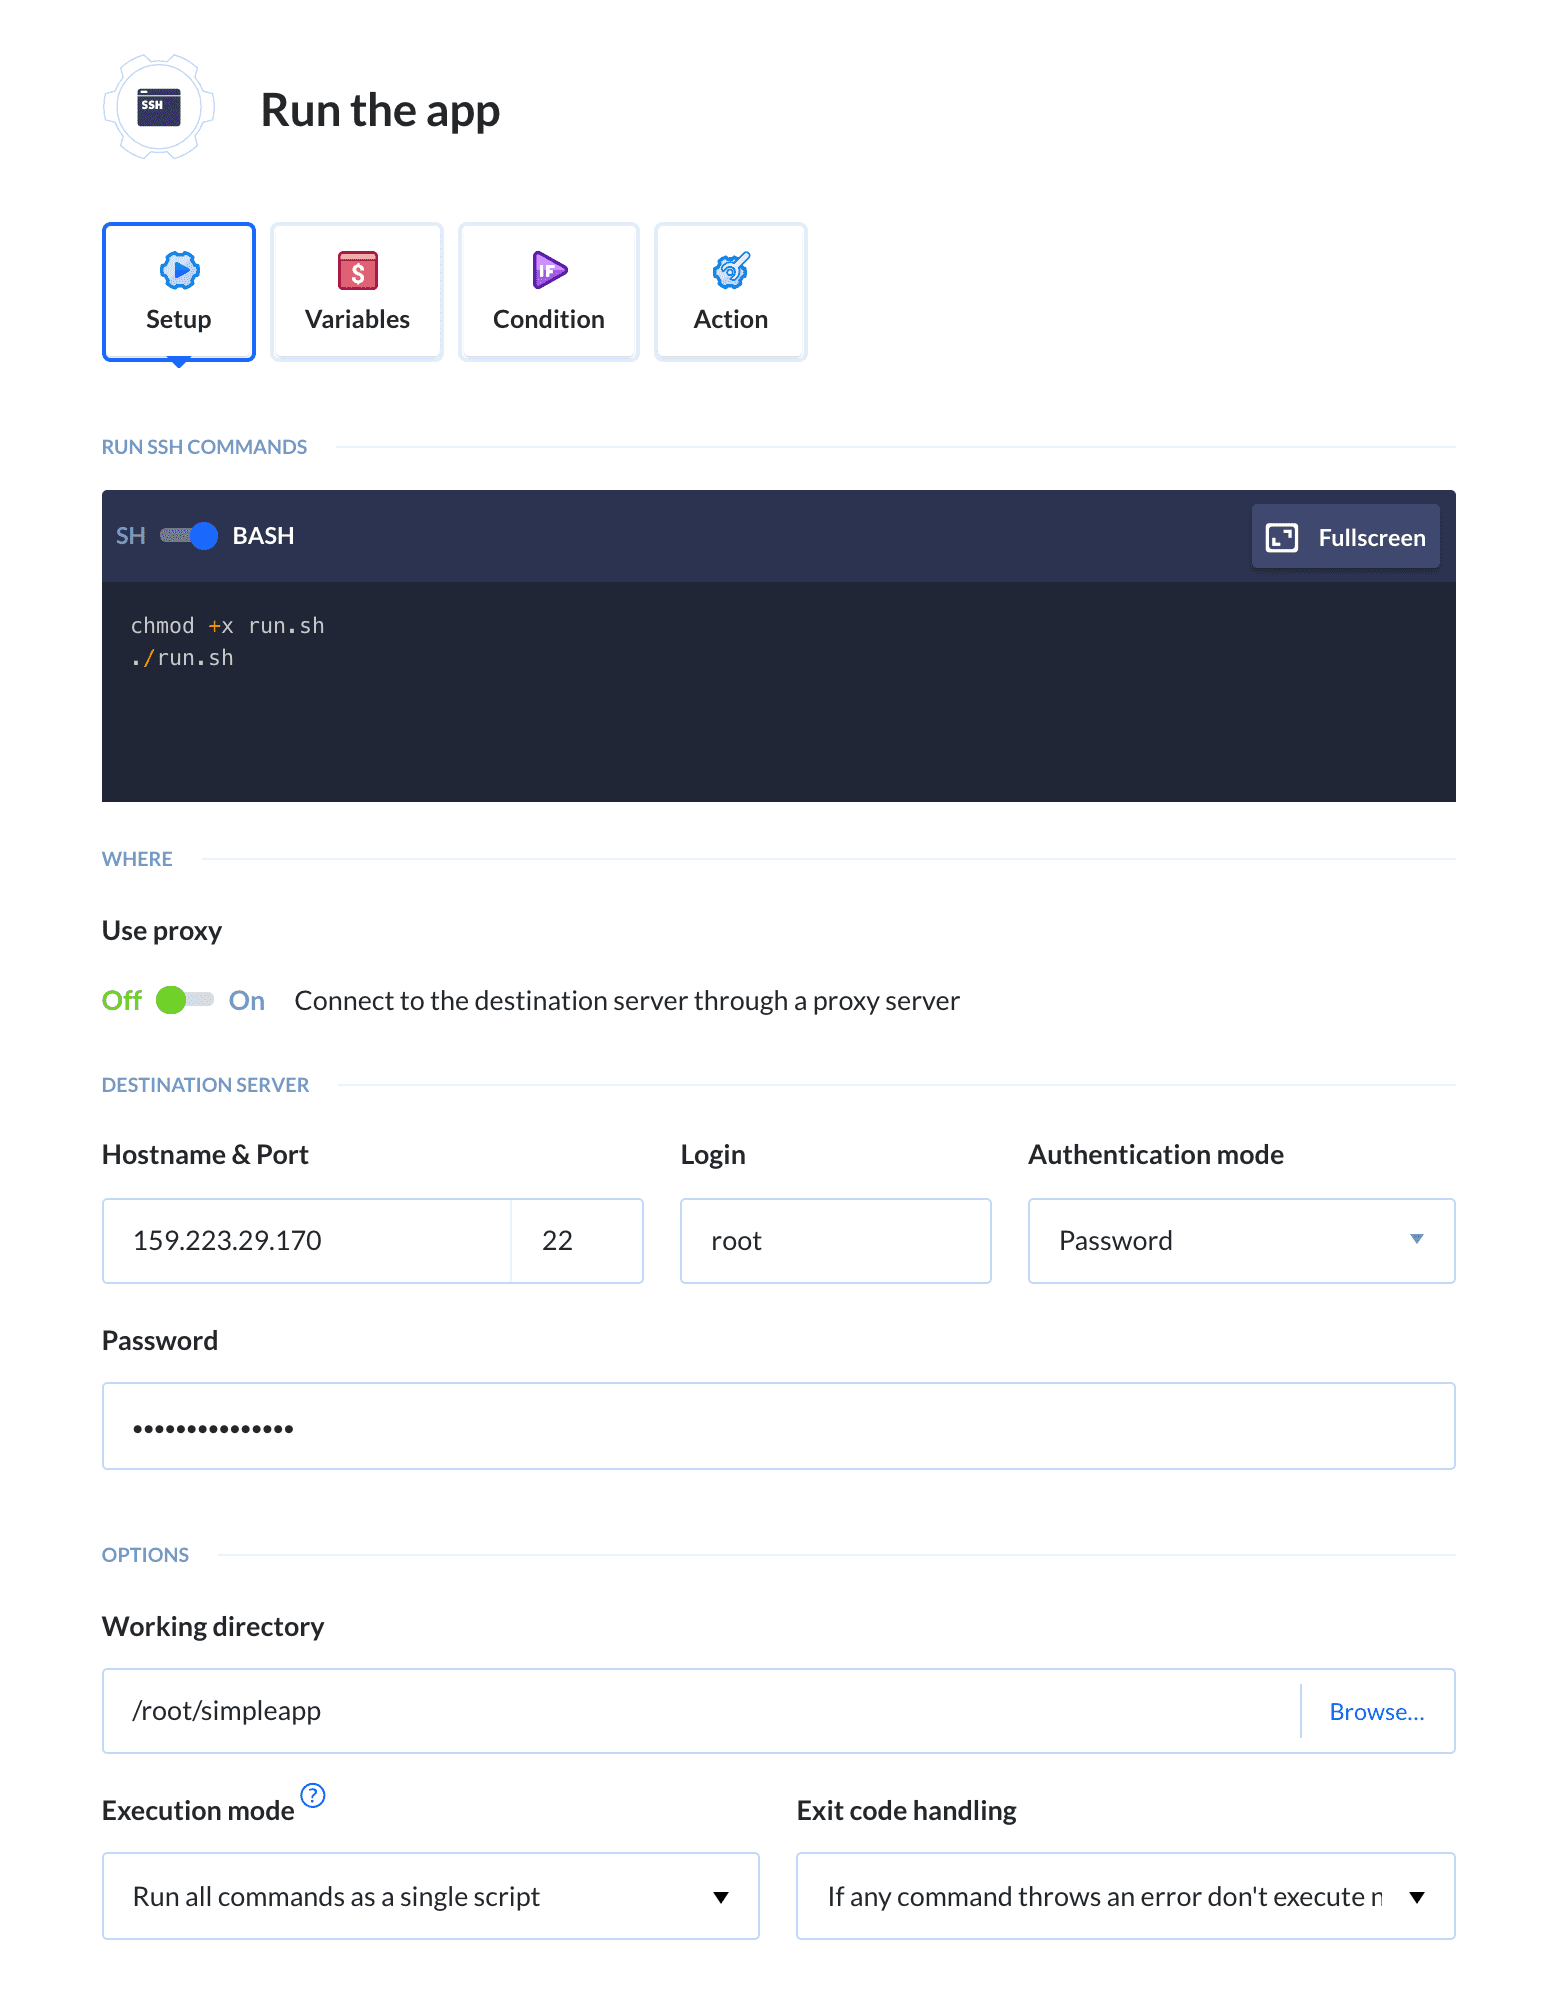 SSH
Run the app
Setup
Variables
IF
Condition
Action
RUN SSH COMMANDS
SH BASH
Fullscreen
chmod +x run.sh
./run.sh
WHERE
Use proxy
Off On Connect to the destination server through a proxy server
DESTINATION SERVER
Hostname & Port
Login
Authentication mode
159.223.29.170
22
root
Password
Password
•••••••••••••••
OPTIONS
Working directory
/root/simpleapp
Browse...
Execution mode ?
Exit code handling
Run all commands as a single script
If any command throws an error don't execute n